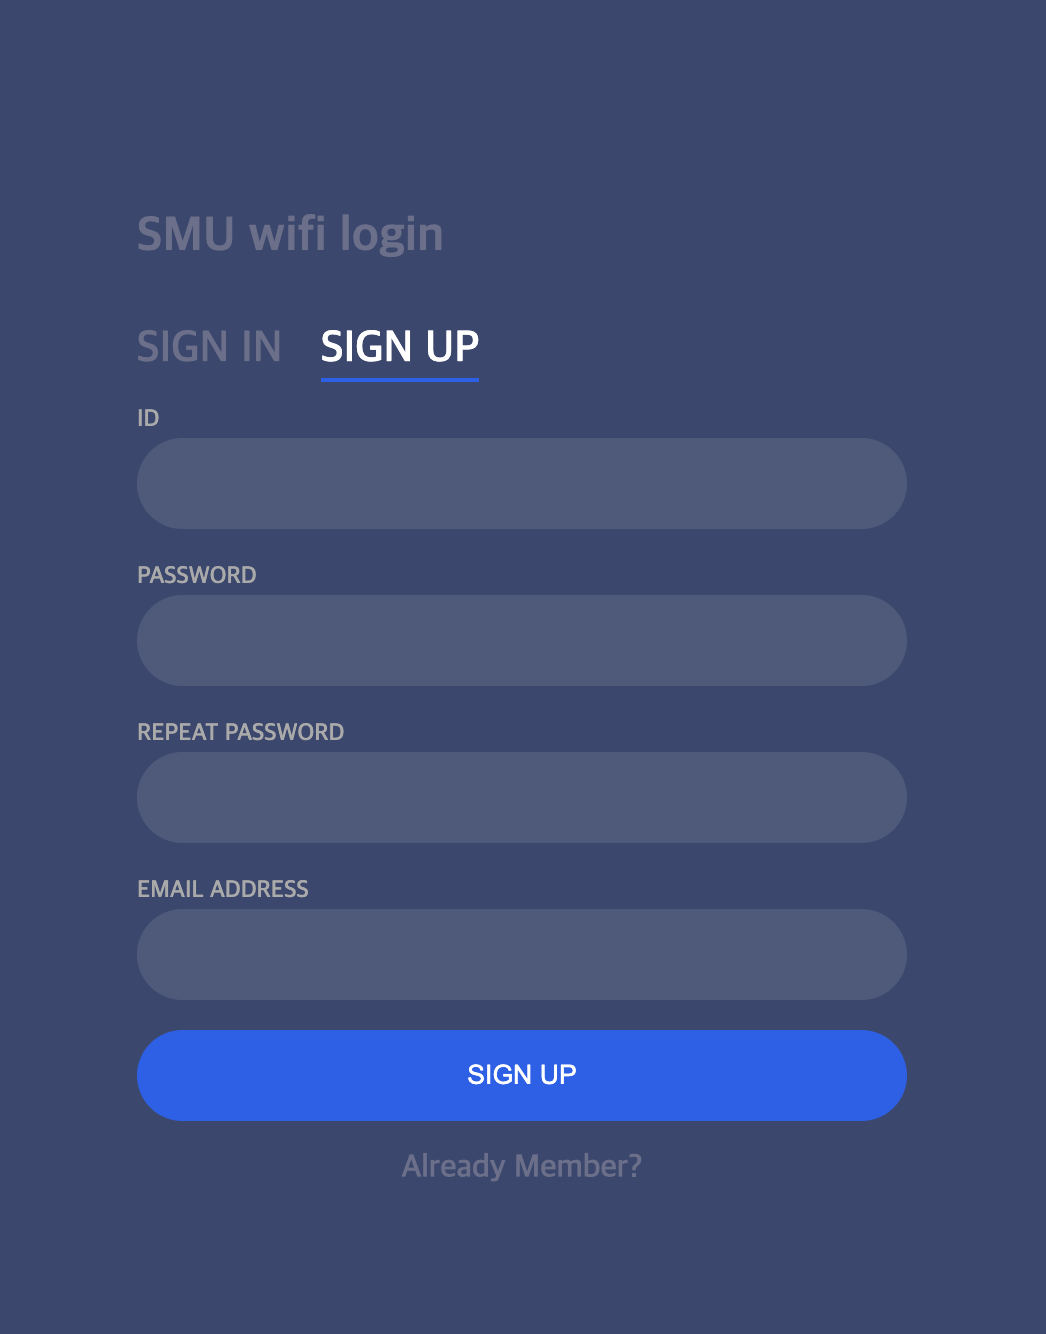 SMU wifi login
SIGN IN SIGN UP
ID
PASSWORD
REPEAT PASSWORD
EMAIL ADDRESS
SIGN UP
Already Member?